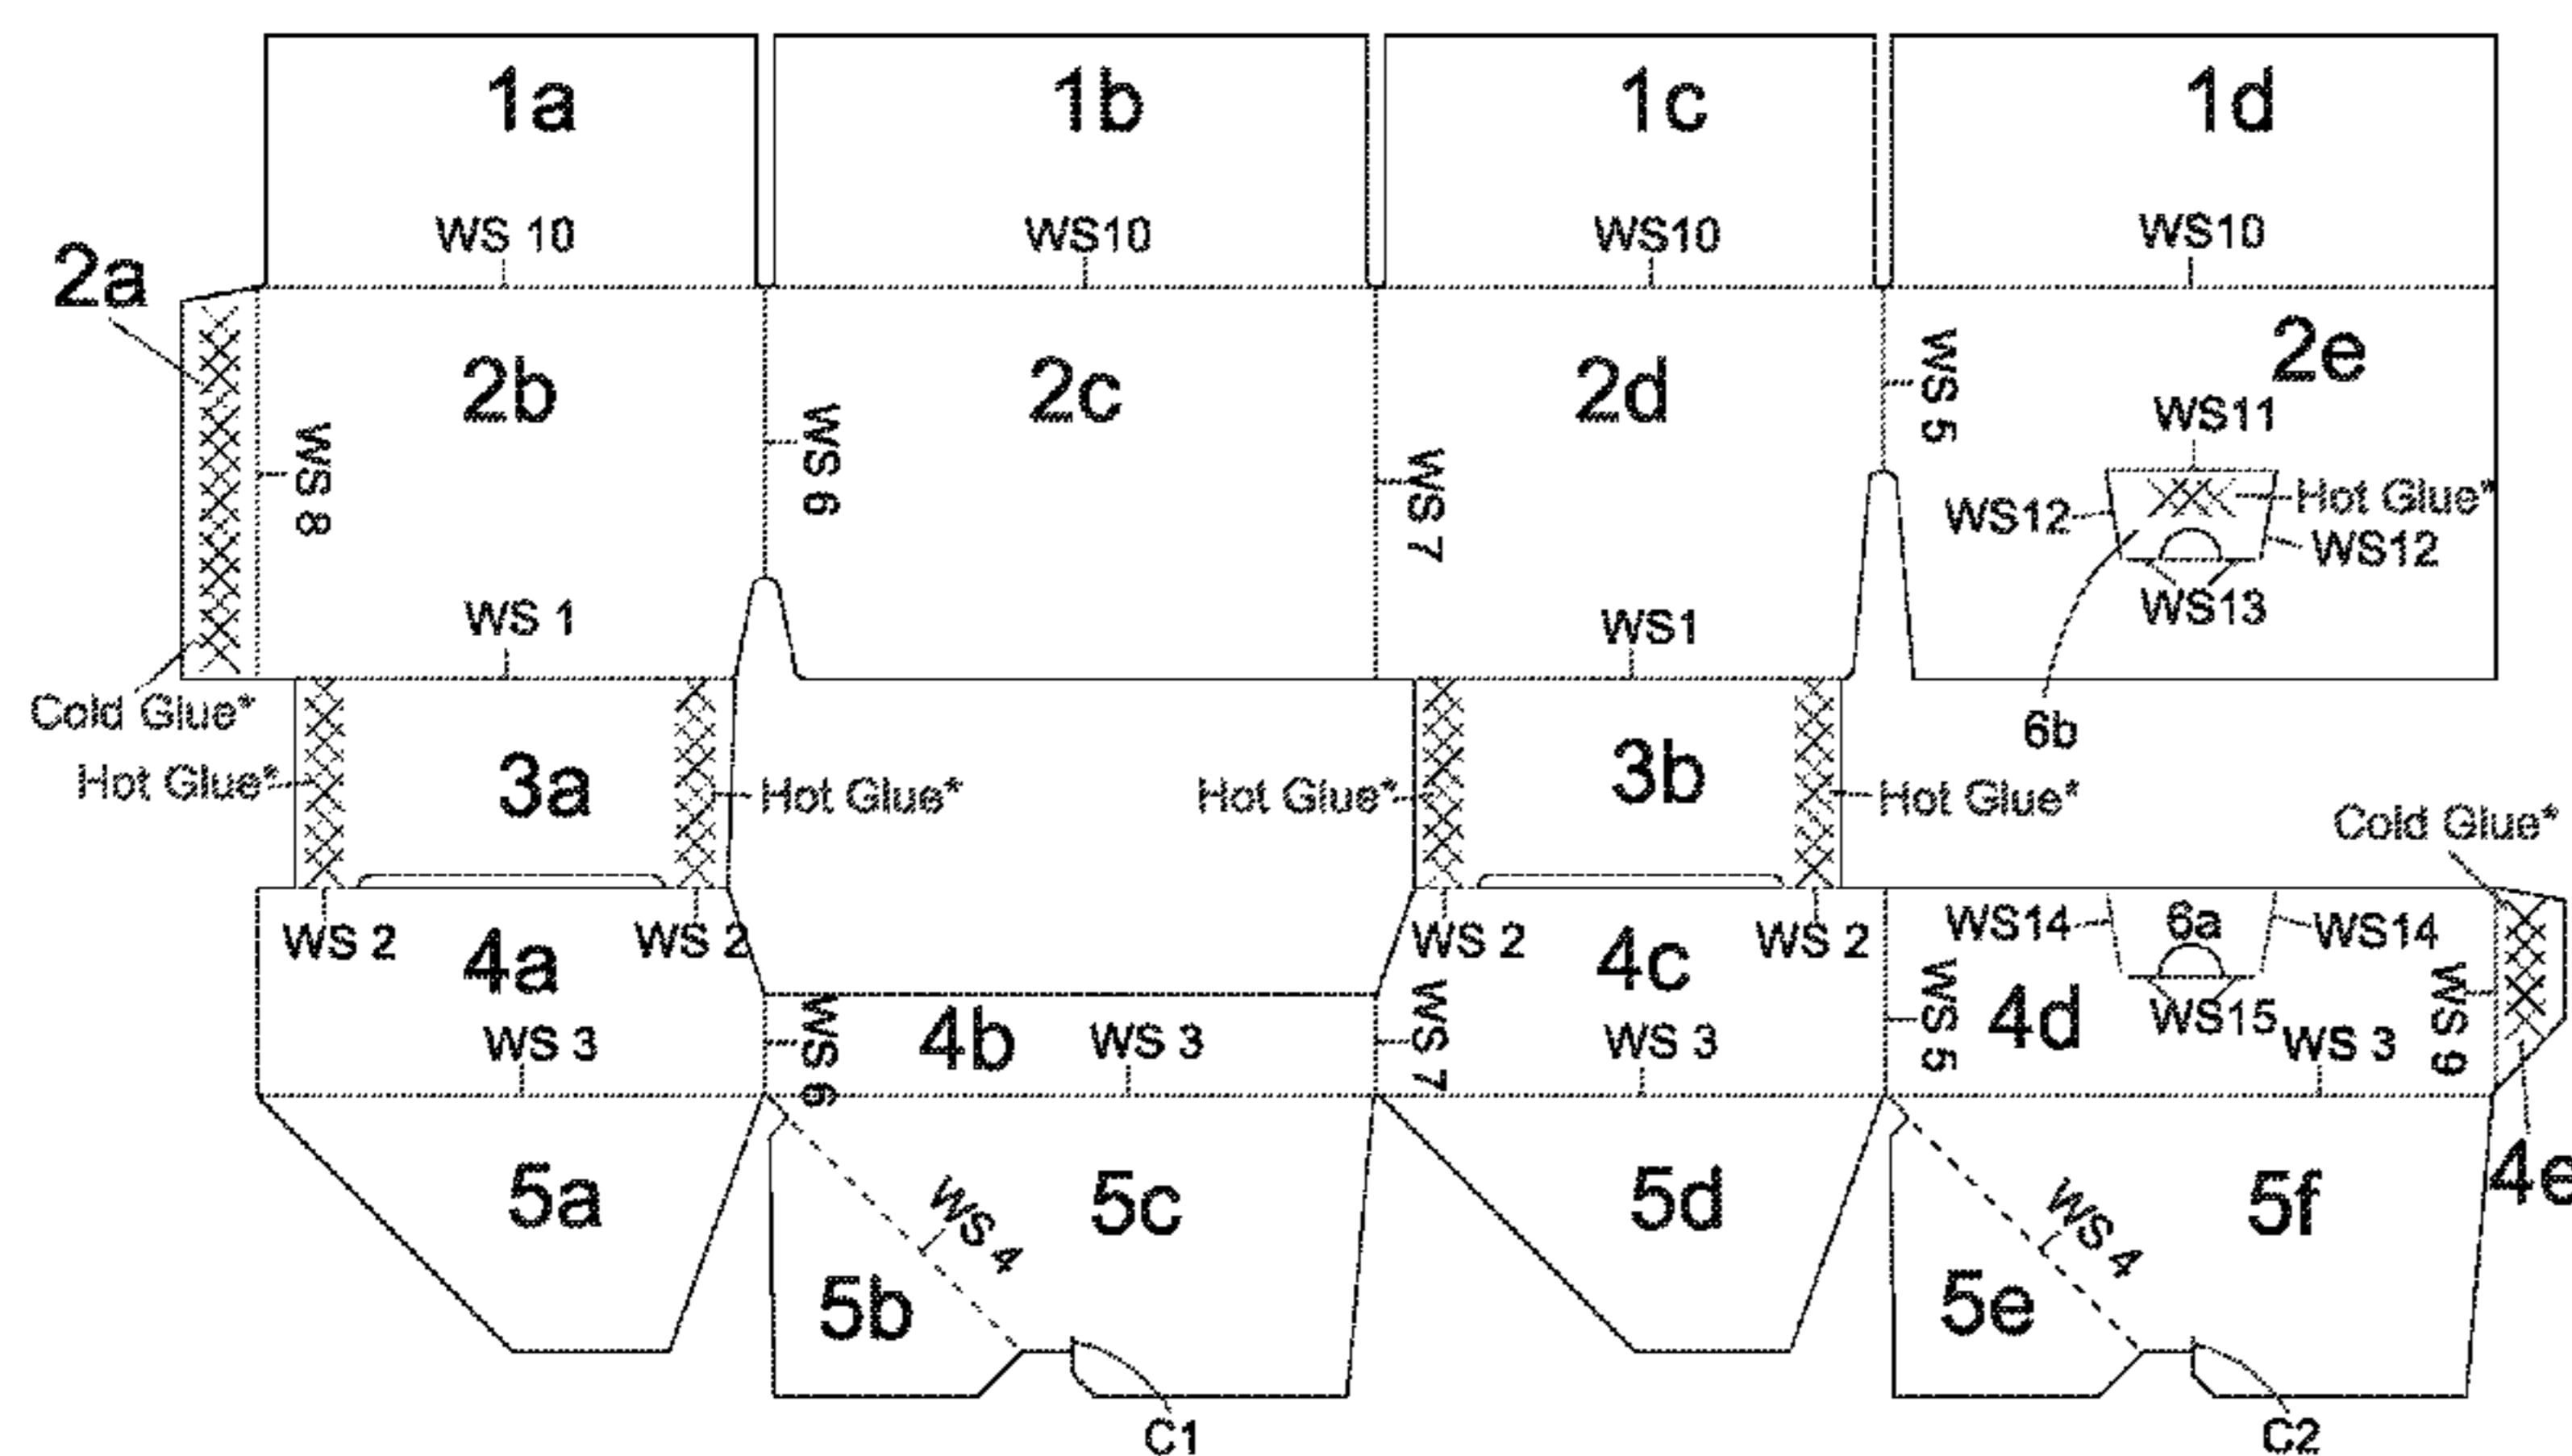 1a 1b 1c 1d
WS 10 WS10 WS10 WS10
2a
2b 2c 2d 2e
WS 8 WS 6 WS 7 WS 5
WS11
Hot Glue*
WS12 WS12
WS13
WS 1 WS1
6b
Cold Glue*
Hot Glue* 3a Hot Glue* Hot Glue* 3b Hot Glue*
Cold Glue*
WS 2 WS 2 WS 2 WS 2
4a 4c
WS14 6a WS14
WS15
4b 4d
WS 3 WS 3 WS 3 WS 3
WS 6 WS 7 WS 5 WS 9
4e
5a 5c 5d 5f
WS 4 WS 4
5b 5e
C1 C2